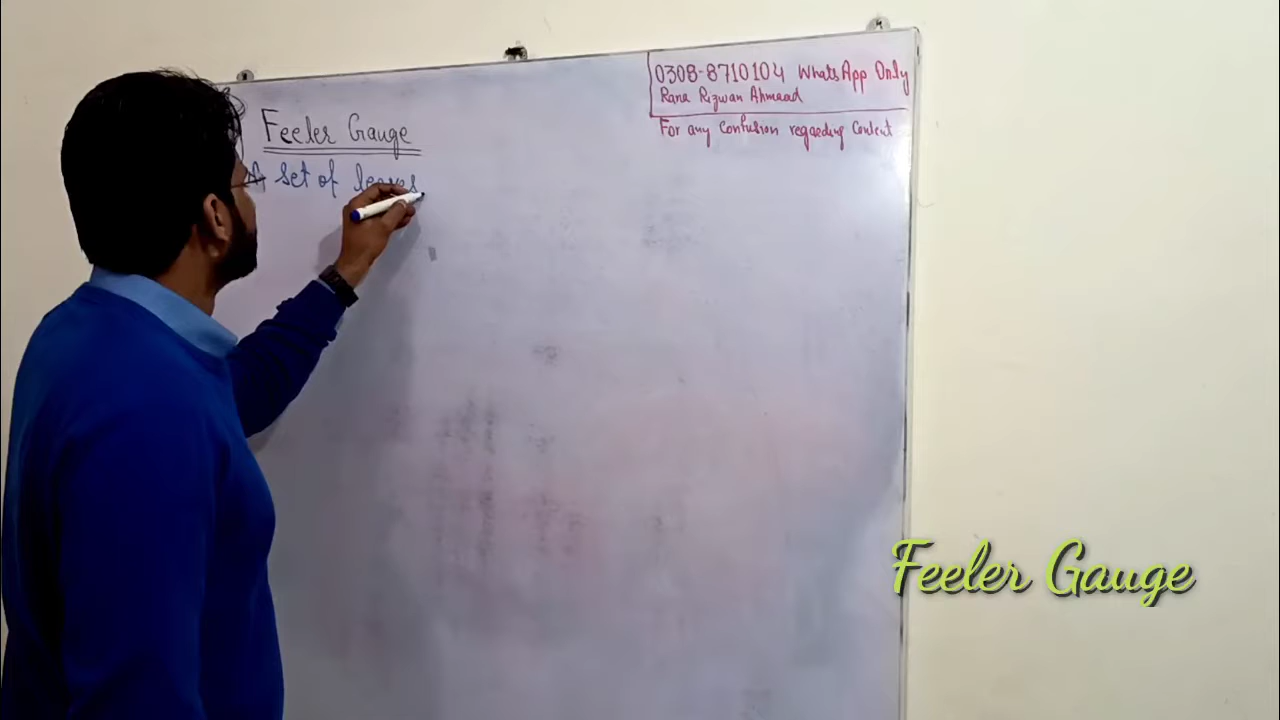 Feeler Gauge
A set of leaves
0308-8710104 WhatsApp Only
Rana Rizwan Ahmaad
For any Confusion regarding Content
Feeler Gauge